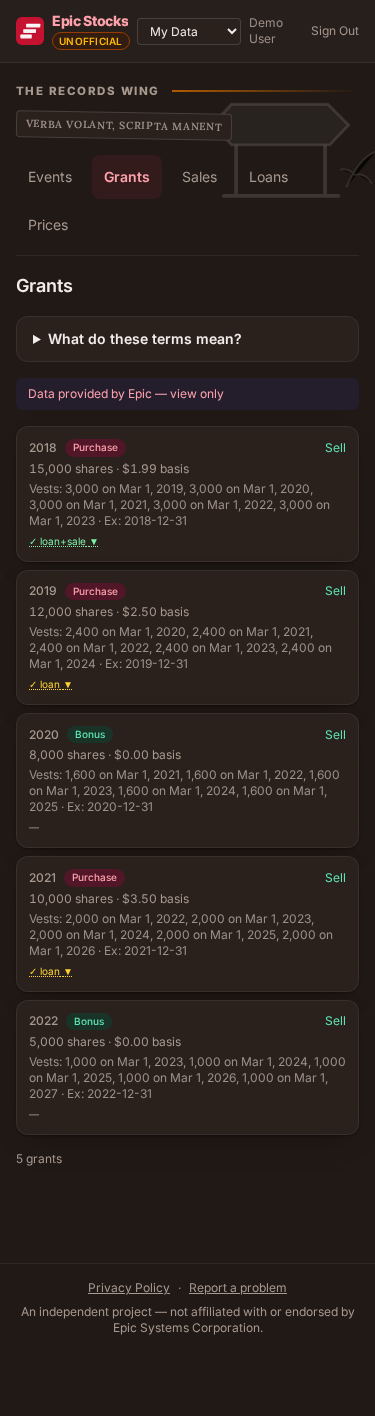 Epic Stocks
UNOFFICIAL
My Data
Demo User
Sign Out
THE RECORDS WING
VERBA VOLANT, SCRIPTA MANENT
Events
Grants
Sales
Loans
Prices
Grants
▶ What do these terms mean?
Data provided by Epic — view only
2018 Purchase Sell
15,000 shares · $1.99 basis
Vests: 3,000 on Mar 1, 2019, 3,000 on Mar 1, 2020,
3,000 on Mar 1, 2021, 3,000 on Mar 1, 2022, 3,000 on
Mar 1, 2023 · Ex: 2018-12-31
✓ loan+sale ▼
2019 Purchase Sell
12,000 shares · $2.50 basis
Vests: 2,400 on Mar 1, 2020, 2,400 on Mar 1, 2021,
2,400 on Mar 1, 2022, 2,400 on Mar 1, 2023, 2,400 on
Mar 1, 2024 · Ex: 2019-12-31
✓ loan ▼
2020 Bonus Sell
8,000 shares · $0.00 basis
Vests: 1,600 on Mar 1, 2021, 1,600 on Mar 1, 2022, 1,600
on Mar 1, 2023, 1,600 on Mar 1, 2024, 1,600 on Mar 1,
2025 · Ex: 2020-12-31
—
2021 Purchase Sell
10,000 shares · $3.50 basis
Vests: 2,000 on Mar 1, 2022, 2,000 on Mar 1, 2023,
2,000 on Mar 1, 2024, 2,000 on Mar 1, 2025, 2,000 on
Mar 1, 2026 · Ex: 2021-12-31
✓ loan ▼
2022 Bonus Sell
5,000 shares · $0.00 basis
Vests: 1,000 on Mar 1, 2023, 1,000 on Mar 1, 2024, 1,000
on Mar 1, 2025, 1,000 on Mar 1, 2026, 1,000 on Mar 1,
2027 · Ex: 2022-12-31
—
5 grants
Privacy Policy · Report a problem
An independent project — not affiliated with or endorsed by
Epic Systems Corporation.